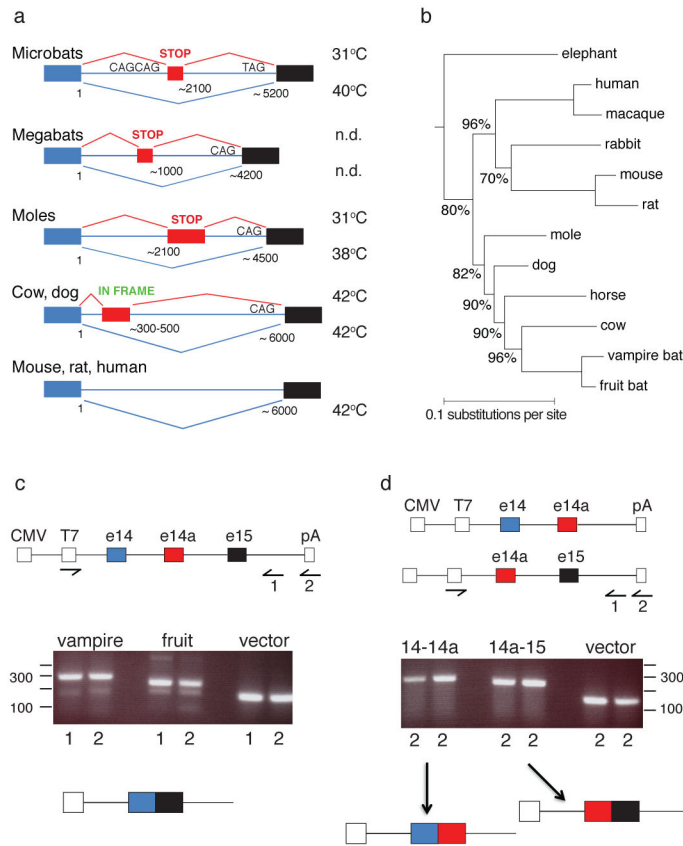 a
Microbats
STOP
CAGCAG
TAG
1
~2100
~ 5200
31°C
40°C
Megabats
STOP
CAG
1
~1000
~4200
n.d.
n.d.
Moles
STOP
CAG
1
~2100
~ 4500
31°C
38°C
Cow, dog
IN FRAME
CAG
1
~300-500
~6000
42°C
42°C
Mouse, rat, human
1
~ 6000
42°C
b
elephant
human
macaque
rabbit
mouse
rat
mole
dog
horse
cow
vampire bat
fruit bat
96%
70%
80%
82%
90%
90%
96%
0.1 substitutions per site
c
CMV T7 e14 e14a e15 pA
1 2
vampire fruit vector
300
100
1 2 1 2 1 2
d
CMV T7 e14 e14a pA
e14a e15
1 2
14-14a 14a-15 vector
300
100
2 2 2 2 2 2